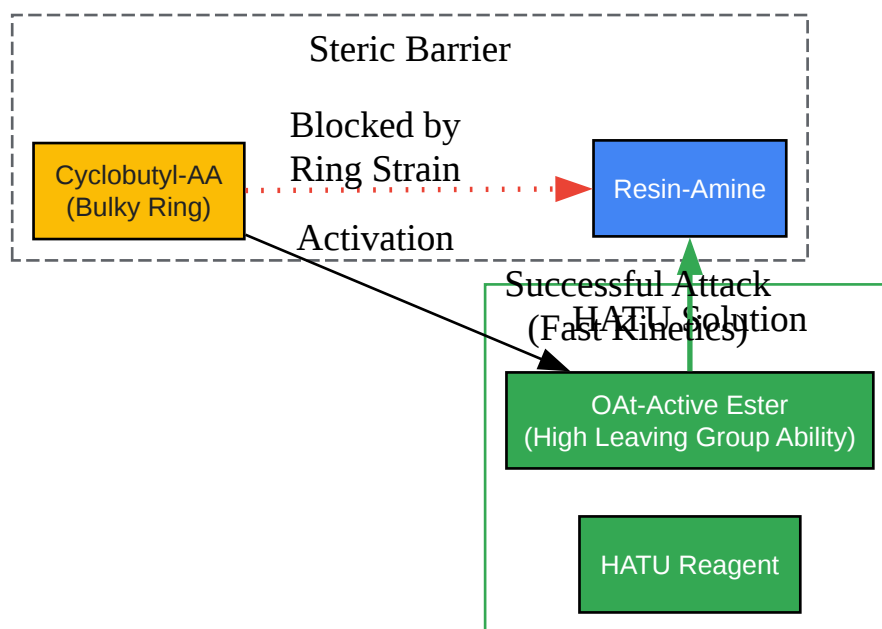 Steric Barrier
Blocked by
Ring Strain
Cyclobutyl-AA
(Bulky Ring)
Resin-Amine
Activation
Successful Attack
(Fast Kinetics)
HATU Solution
OAt-Active Ester
(High Leaving Group Ability)
HATU Reagent